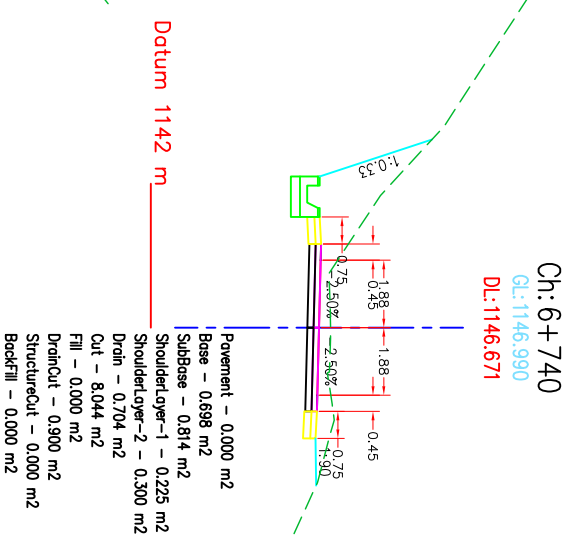 Ch: 6+740
GL: 1146.990
DL: 1146.671
1:0.33
0.75
0.45
1.88
1.88
0.45
0.75
-2.50%
-2.50%
1:90
Datum 1142 m
Pavement - 0.000 m2
Base - 0.698 m2
SubBase - 0.814 m2
ShoulderLayer-1 - 0.225 m2
ShoulderLayer-2 - 0.300 m2
Drain - 0.704 m2
Cut - 8.044 m2
Fill - 0.000 m2
DrainCut - 0.900 m2
StructureCut - 0.000 m2
BackFill - 0.000 m2